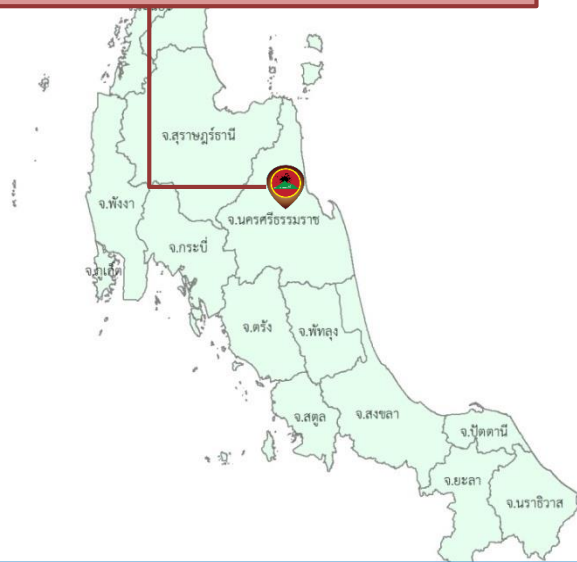 จ.สุราษฎร์ธานี
จ.พังงา
จ.นครศรีธรรมราช
จ.กระบี่
จ.ภูเก็ต
จ.ตรัง
จ.พัทลุง
จ.สตูล
จ.สงขลา
จ.ปัตตานี
จ.ยะลา
จ.นราธิวาส